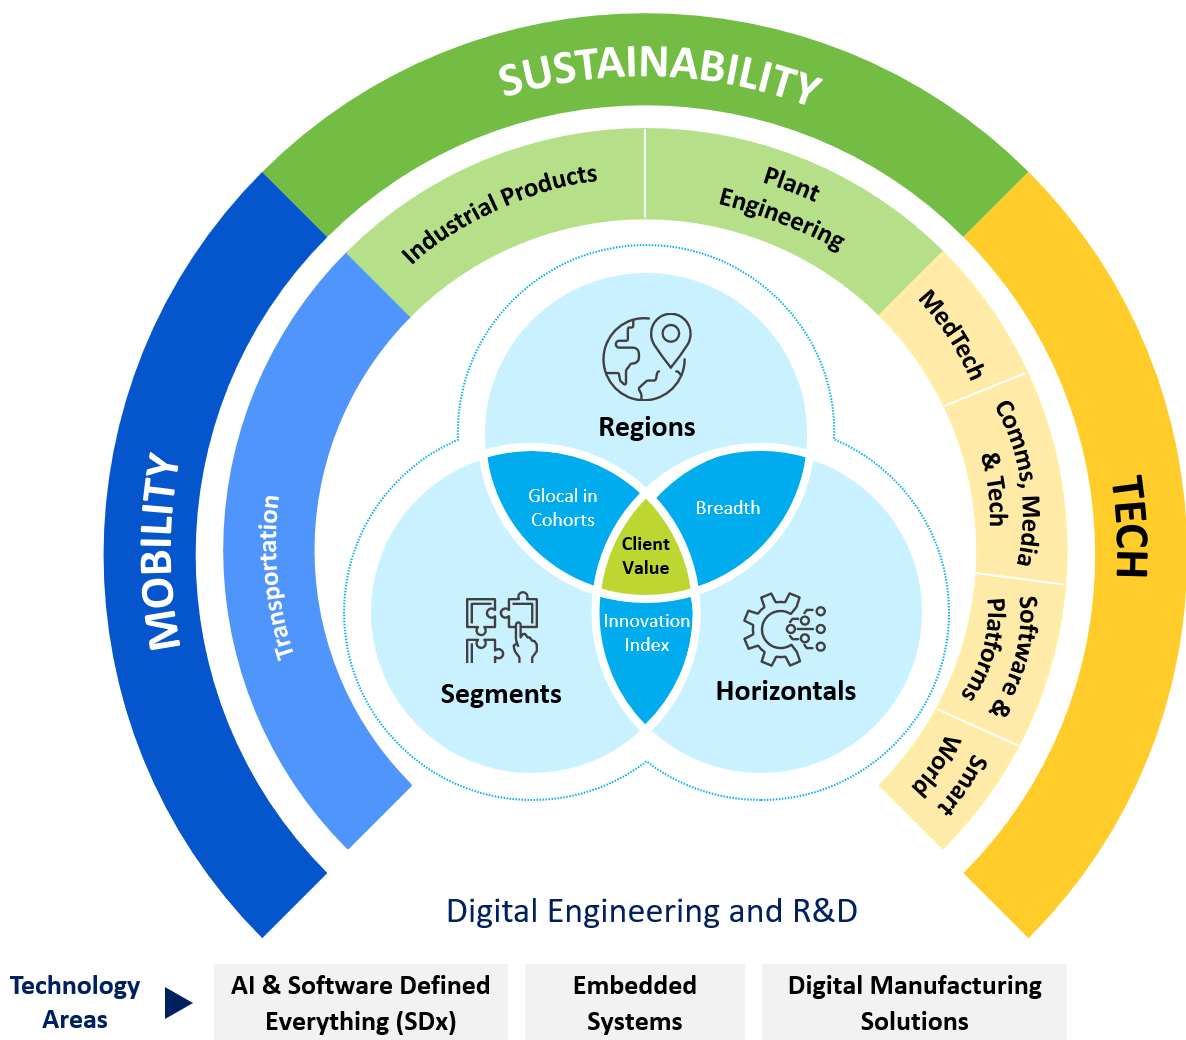 SUSTAINABILITY
Industrial Products
Plant
Engineering
MOBILITY
Transportation
TECH
MedTech
Comms, Media
& Tech
Software &
Platforms
Smart
World
Regions
Glocal in
Cohorts
Breadth
Client
Value
Innovation
Index
Segments
Horizontals
Digital Engineering and R&D
Technology
Areas
AI & Software Defined
Everything (SDx)
Embedded
Systems
Digital Manufacturing
Solutions